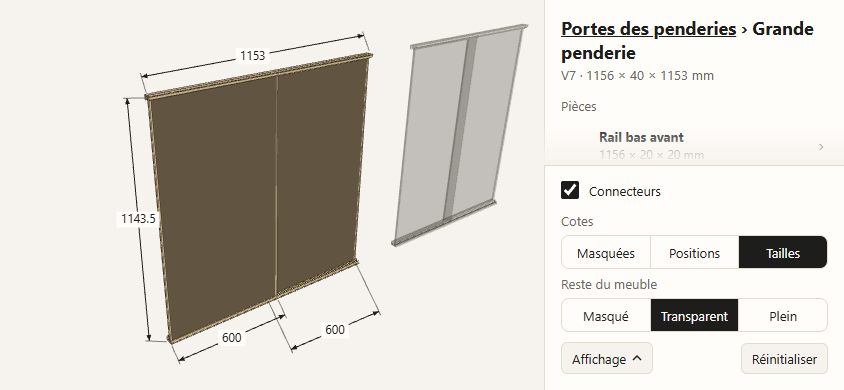 1153
1143.5
600
600
Portes des penderies › Grande
penderie
V7 · 1156 × 40 × 1153 mm
Pièces
Rail bas avant
1156 × 20 × 20 mm
Connecteurs
Cotes
Masquées Positions Tailles
Reste du meuble
Masqué Transparent Plein
Affichage Réinitialiser